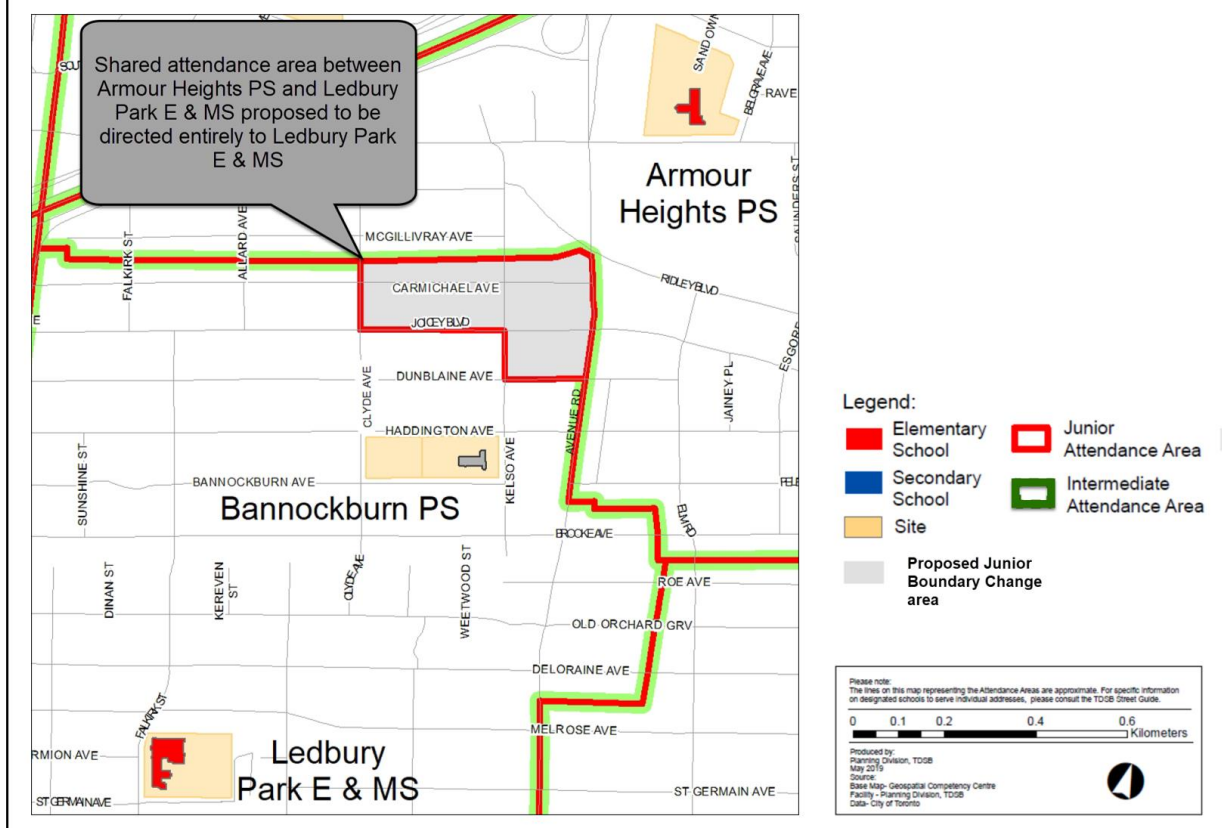 Shared attendance area between
Armour Heights PS and Ledbury
Park E & MS proposed to be
directed entirely to Ledbury Park
E & MS
SANDOWN
BELGRAVE AVE
RAVE
Armour
Heights PS
SAUNDERS ST
MCGILLIVRAY AVE
FALKIRK ST
ALLARD AVE
CARMICHAEL AVE
RIDLEY BLVD
E
JOICEY BLVD
ESGORE
DUNBLAINE AVE
CLYDE AVE
JAINEY PL
AVENUE RD
HADDINGTON AVE
SUNSHINE ST
KELSO AVE
BANNOCKBURN AVE
Bannockburn PS
ELM RD
BROOKE AVE
DINAN ST
KEREVEN
ST
CLYDE AVE
WEETWOOD ST
ROE AVE
OLD ORCHARD GRV
DELORAINE AVE
FALKIRK ST
MELROSE AVE
RMION AVE
Ledbury
Park E & MS
ST GERMAIN AVE
ST GERMAIN AVE
Legend:
Elementary
School
Junior
Attendance Area
Secondary
School
Intermediate
Attendance Area
Site
Proposed Junior
Boundary Change
area
Please note:
The lines on this map representing the Attendance Areas are approximate. For specific information
on designated schools to serve individual addresses, please consult the TDSB Street Guide.
0 0.1 0.2 0.4 0.6
Kilometers
Produced by:
Planning Division, TDSB
May 2019
Source:
Base Map- Geospatial Competency Centre
Facility - Planning Division, TDSB
Data- City of Toronto